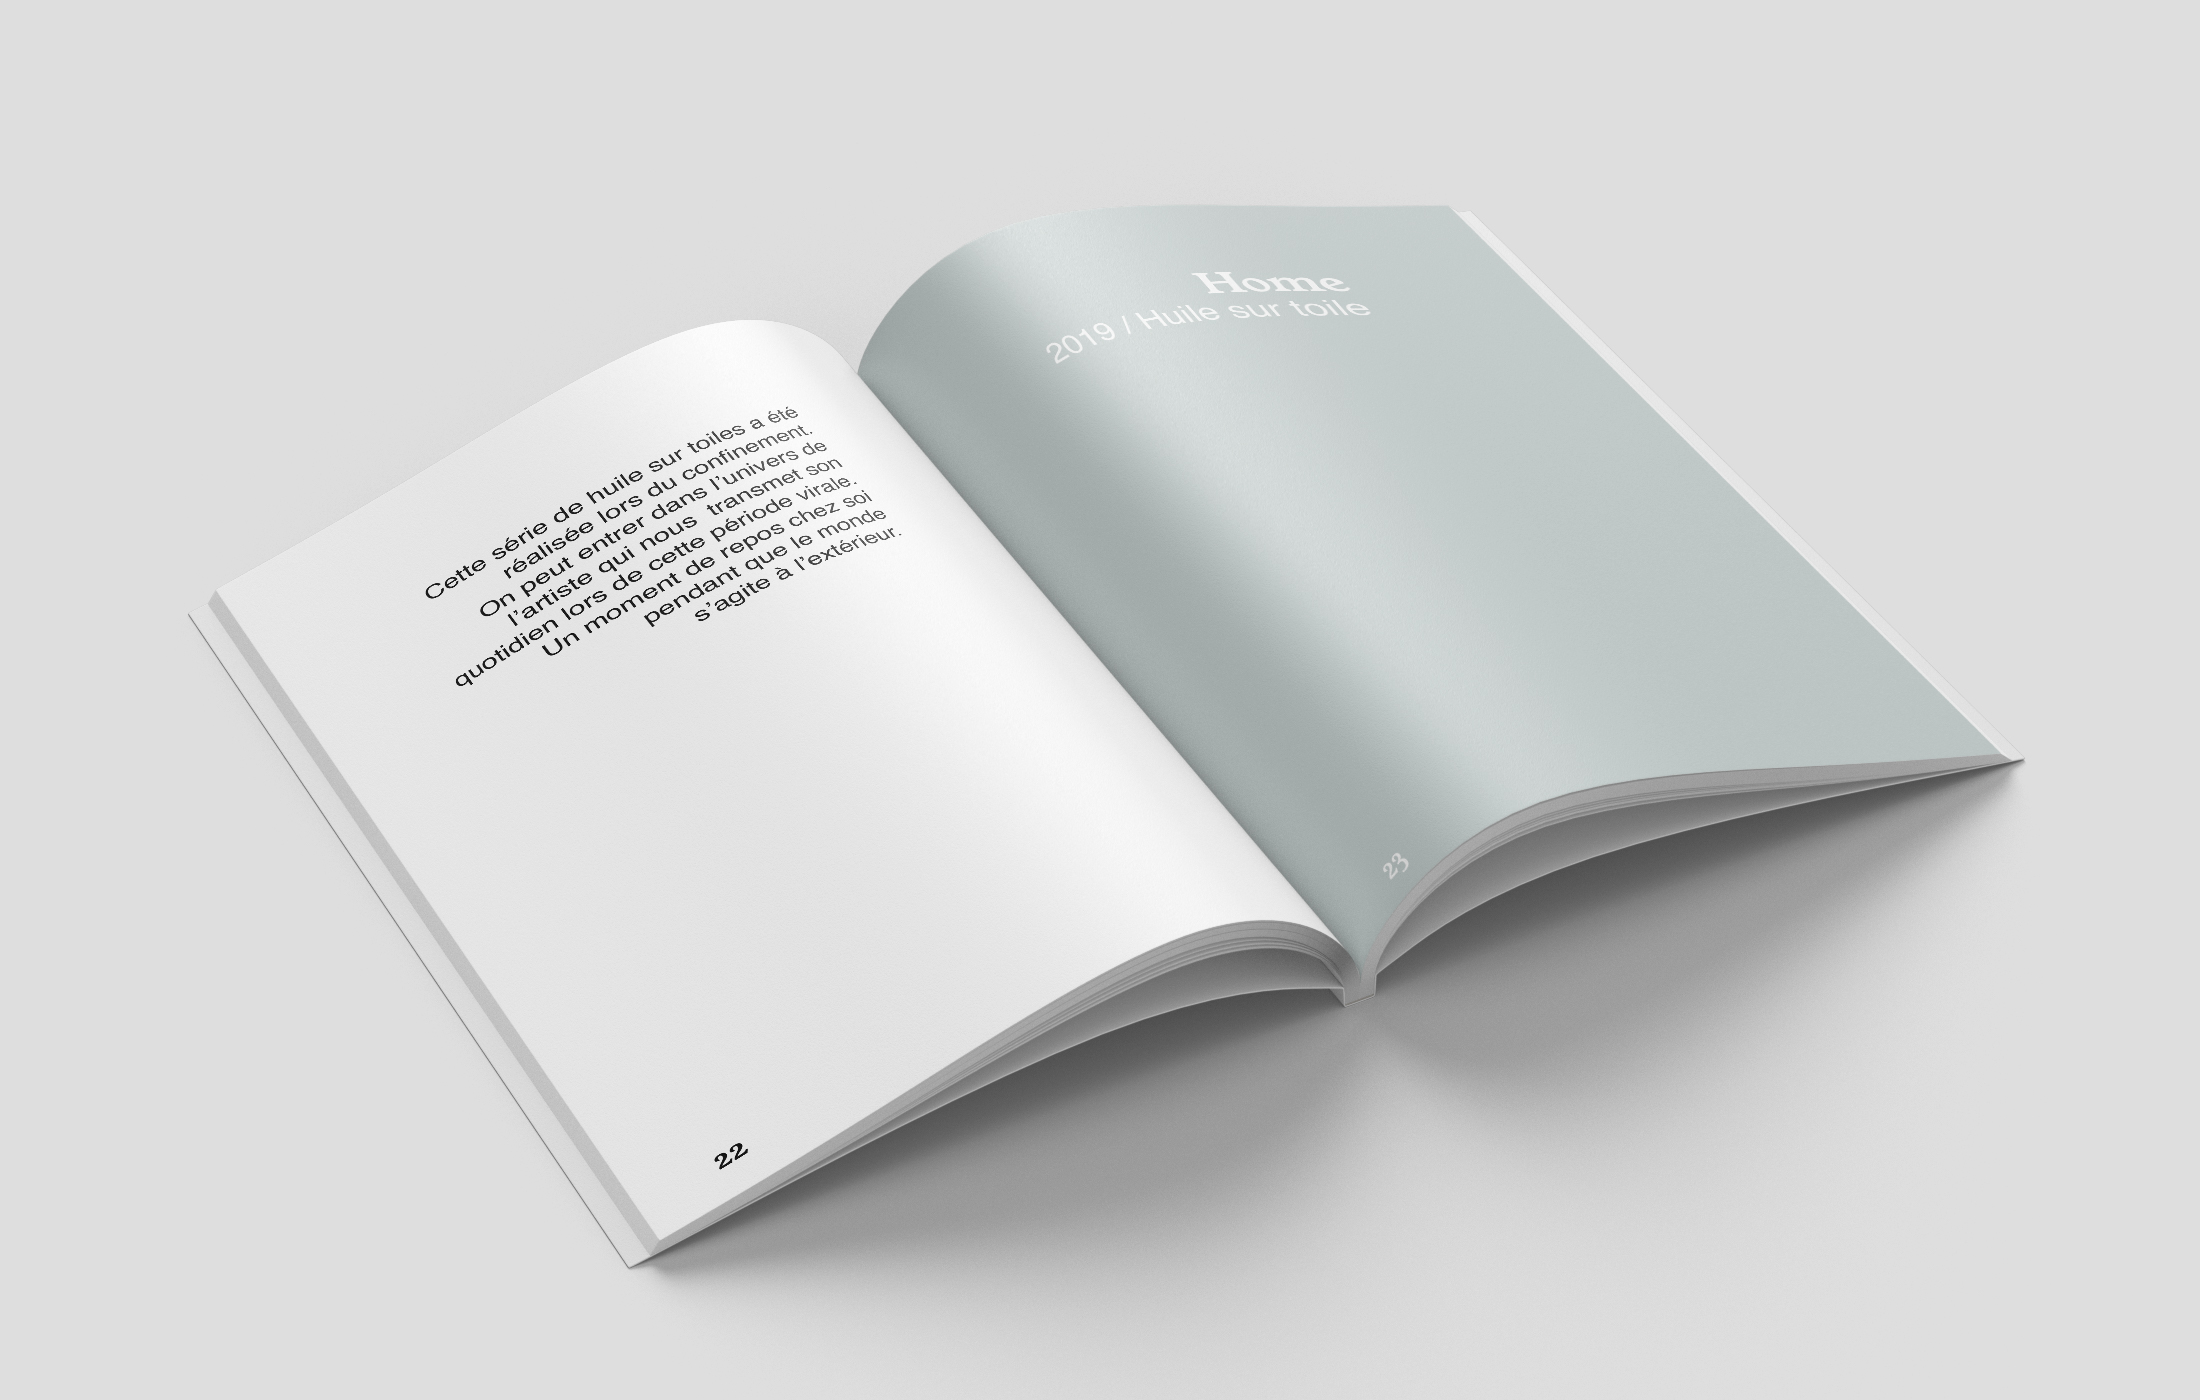 Cette série de huile sur toiles a été
réalisée lors du confinement.
On peut entrer dans l’univers de
l’artiste qui nous  transmet son
quotidien lors de cette période virale.
Un moment de repos chez soi
pendant que le monde
s’agite à l’extérieur.
22
Home
2019 / Huile sur toile
23